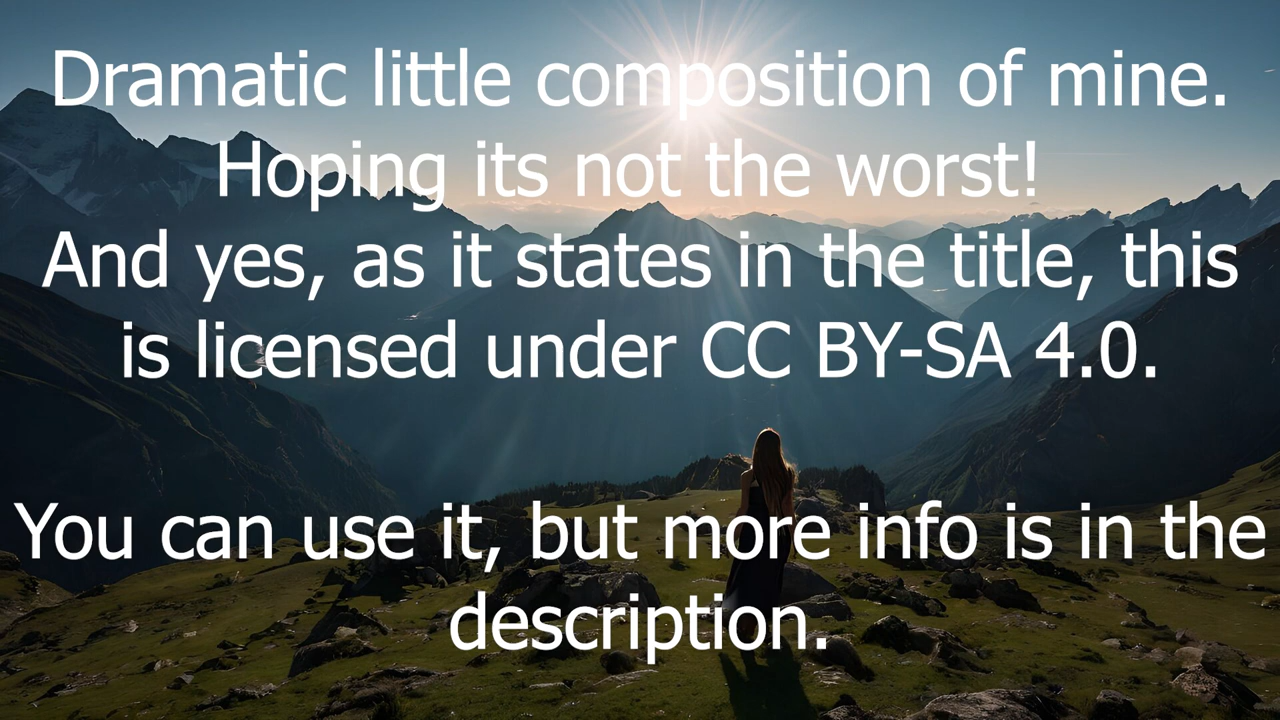 Dramatic little composition of mine.
Hoping its not the worst!
And yes, as it states in the title, this
is licensed under CC BY-SA 4.0.
You can use it, but more info is in the
description.